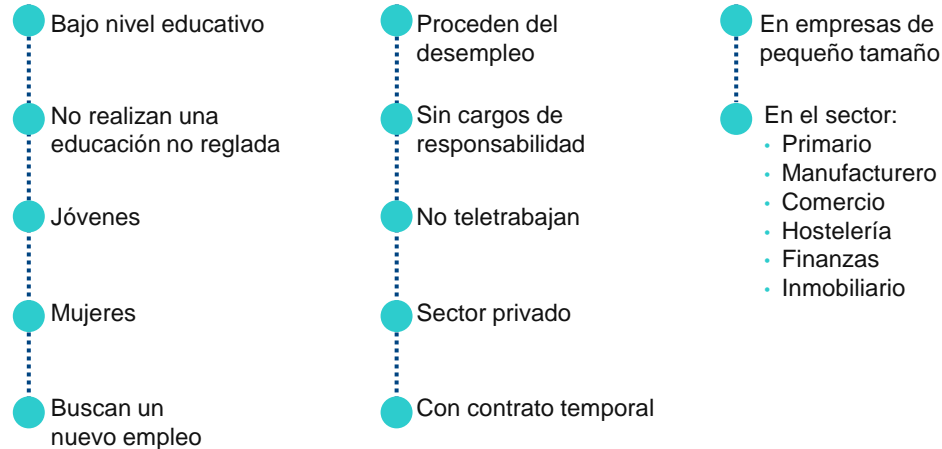 Bajo nivel educativo
No realizan una
educación no reglada
Jóvenes
Mujeres
Buscan un
nuevo empleo
Proceden del
desempleo
Sin cargos de
responsabilidad
No teletrabajan
Sector privado
Con contrato temporal
En empresas de
pequeño tamaño
En el sector:
• Primario
• Manufacturero
• Comercio
• Hostelería
• Finanzas
• Inmobiliario